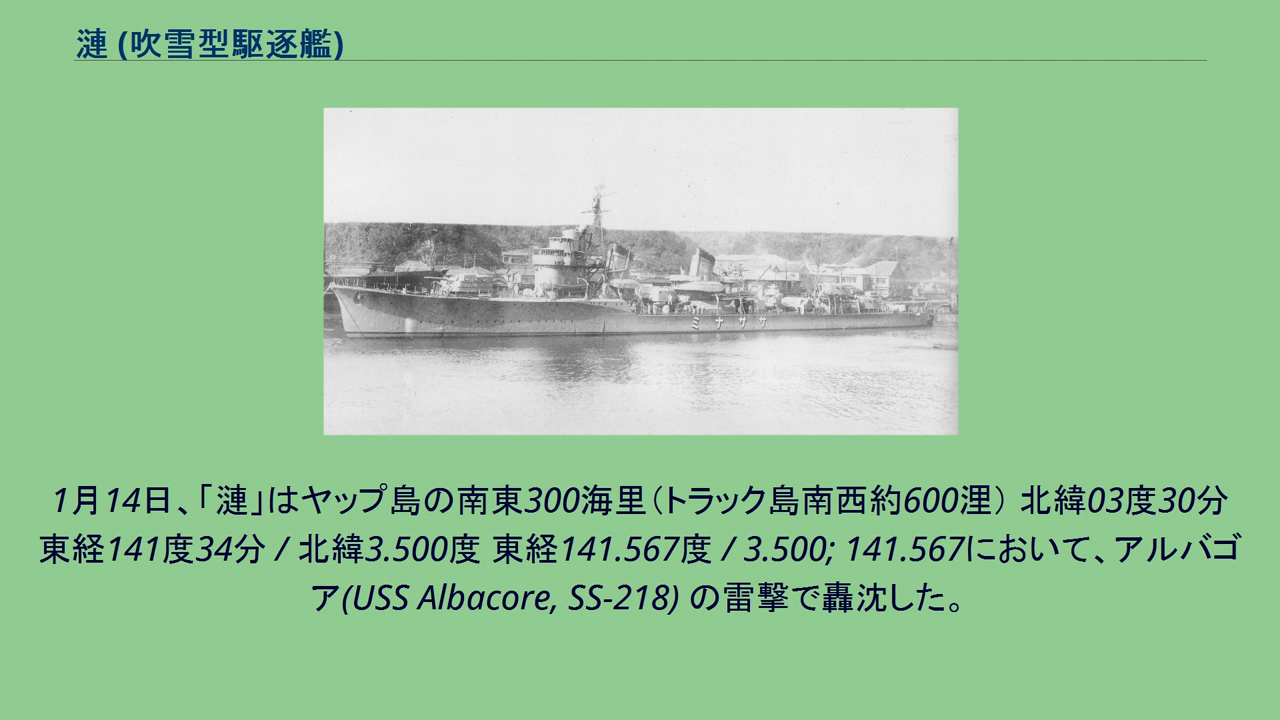 漣 (吹雪型駆逐艦)
ミナザサ
1月14日、「漣」はヤップ島の南東300海里（トラック島南西約600浬） 北緯03度30分
東経141度34分 / 北緯3.500度 東経141.567度 / 3.500; 141.567において、アルバゴ
ア(USS Albacore, SS-218) の雷撃で轟沈した。